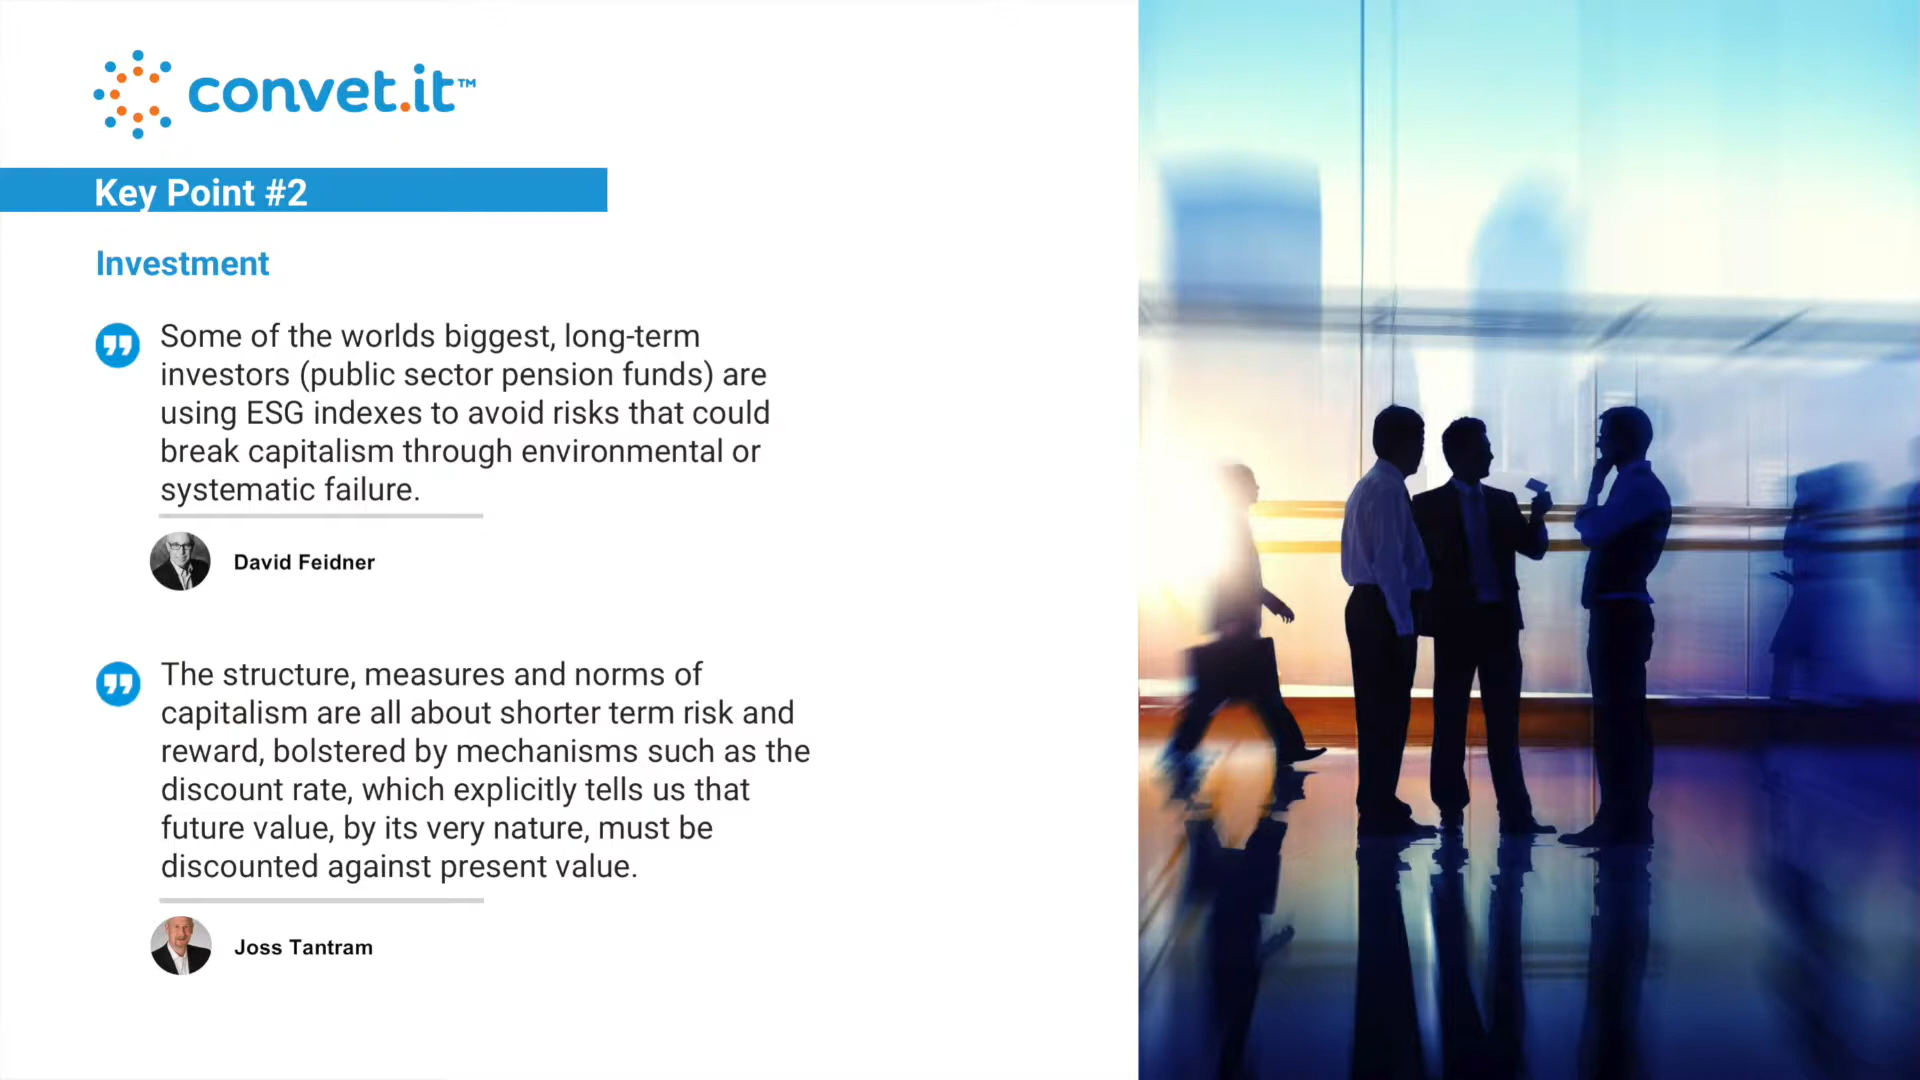 convet.it™
Key Point #2
Investment
Some of the worlds biggest, long-term
investors (public sector pension funds) are
using ESG indexes to avoid risks that could
break capitalism through environmental or
systematic failure.
David Feidner
The structure, measures and norms of
capitalism are all about shorter term risk and
reward, bolstered by mechanisms such as the
discount rate, which explicitly tells us that
future value, by its very nature, must be
discounted against present value.
Joss Tantram